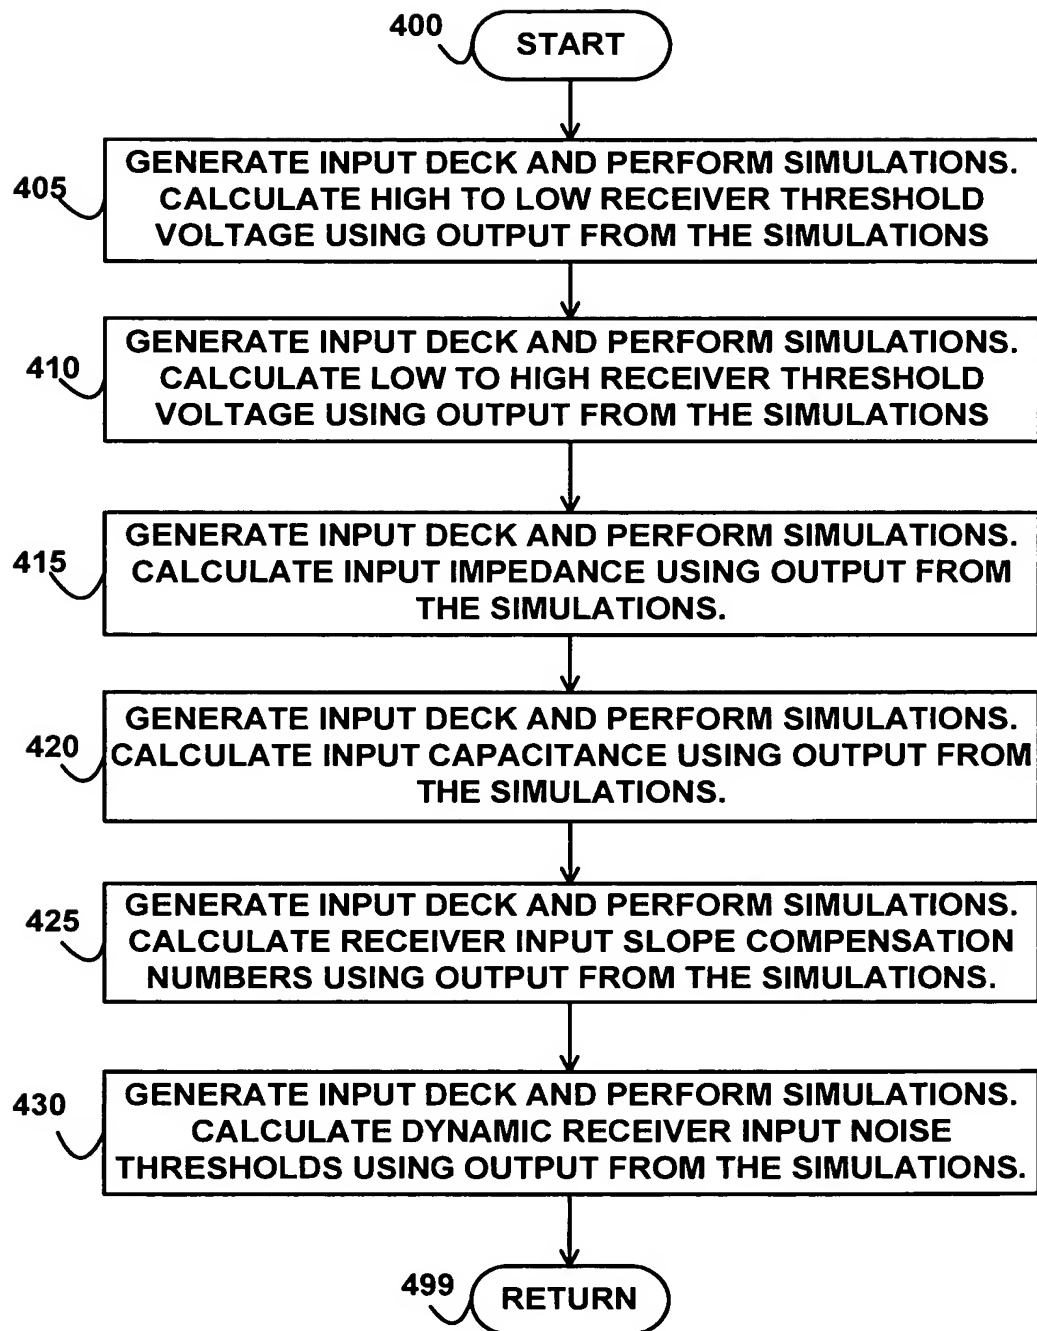 400
START
405
GENERATE INPUT DECK AND PERFORM SIMULATIONS.
CALCULATE HIGH TO LOW RECEIVER THRESHOLD
VOLTAGE USING OUTPUT FROM THE SIMULATIONS
410
GENERATE INPUT DECK AND PERFORM SIMULATIONS.
CALCULATE LOW TO HIGH RECEIVER THRESHOLD
VOLTAGE USING OUTPUT FROM THE SIMULATIONS
415
GENERATE INPUT DECK AND PERFORM SIMULATIONS.
CALCULATE INPUT IMPEDANCE USING OUTPUT FROM
THE SIMULATIONS.
420
GENERATE INPUT DECK AND PERFORM SIMULATIONS.
CALCULATE INPUT CAPACITANCE USING OUTPUT FROM
THE SIMULATIONS.
425
GENERATE INPUT DECK AND PERFORM SIMULATIONS.
CALCULATE RECEIVER INPUT SLOPE COMPENSATION
NUMBERS USING OUTPUT FROM THE SIMULATIONS.
430
GENERATE INPUT DECK AND PERFORM SIMULATIONS.
CALCULATE DYNAMIC RECEIVER INPUT NOISE
THRESHOLDS USING OUTPUT FROM THE SIMULATIONS.
499
RETURN